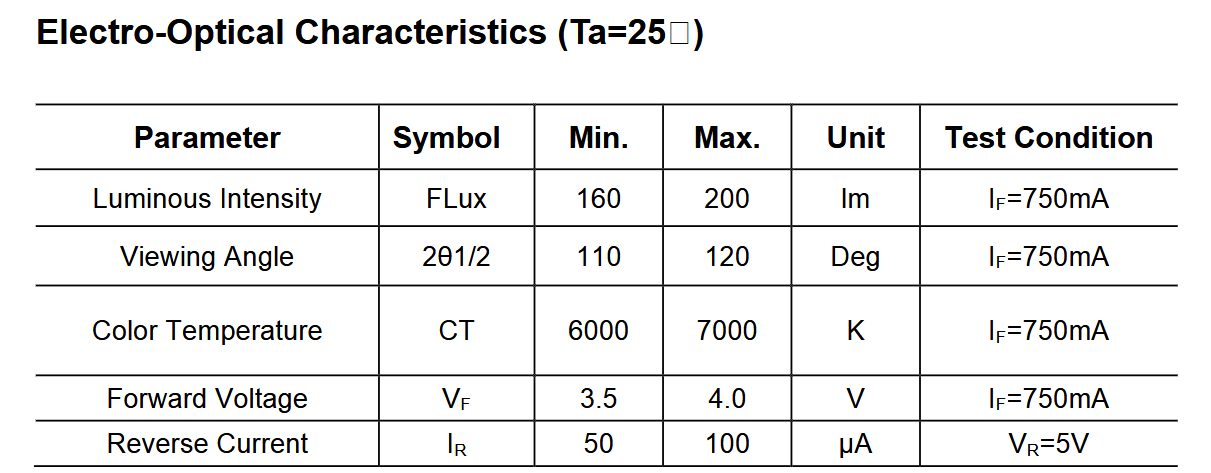 Electro-Optical Characteristics (Ta=25□)
Parameter Symbol Min. Max. Unit Test Condition
Luminous Intensity FLux 160 200 lm IF=750mA
Viewing Angle 2θ1/2 110 120 Deg IF=750mA
Color Temperature CT 6000 7000 K IF=750mA
Forward Voltage VF 3.5 4.0 V IF=750mA
Reverse Current IR 50 100 µA VR=5V